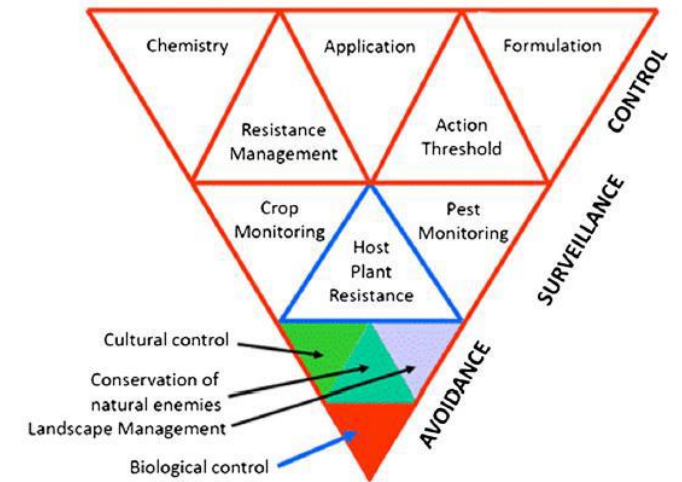 Chemistry
Application
Formulation
Resistance
Management
Action
Threshold
CONTROL
Crop
Monitoring
Pest
Monitoring
Host
Plant
Resistance
SURVEILLANCE
Cultural control
Conservation of
natural enemies
Landscape Management
Biological control
AVOIDANCE